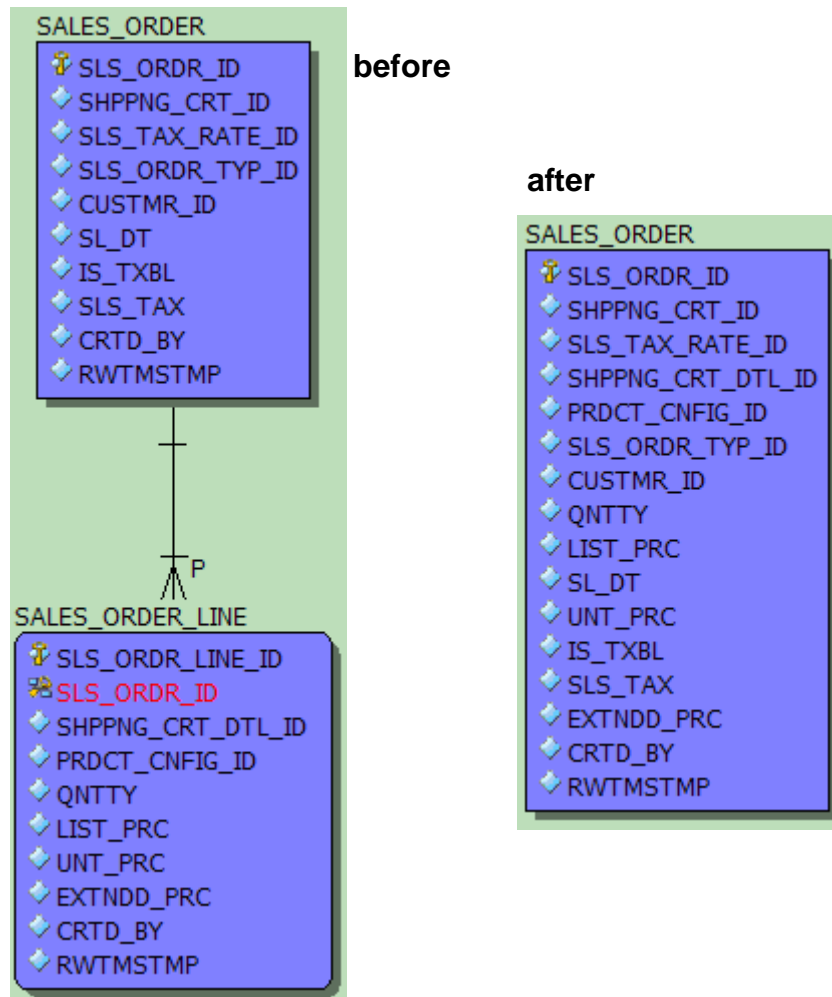 SALES_ORDER
SLS_ORDR_ID
SHPPNG_CRT_ID
SLS_TAX_RATE_ID
SLS_ORDR_TYP_ID
CUSTMR_ID
SL_DT
IS_TXBL
SLS_TAX
CRTD_BY
RWTMSTMP
before
P
SALES_ORDER_LINE
SLS_ORDR_LINE_ID
SLS_ORDR_ID
SHPPNG_CRT_DTL_ID
PRDCT_CNFIG_ID
QNTTY
LIST_PRC
UNT_PRC
EXTNDD_PRC
CRTD_BY
RWTMSTMP
after
SALES_ORDER
SLS_ORDR_ID
SHPPNG_CRT_ID
SLS_TAX_RATE_ID
SHPPNG_CRT_DTL_ID
PRDCT_CNFIG_ID
SLS_ORDR_TYP_ID
CUSTMR_ID
QNTTY
LIST_PRC
SL_DT
UNT_PRC
IS_TXBL
SLS_TAX
EXTNDD_PRC
CRTD_BY
RWTMSTMP